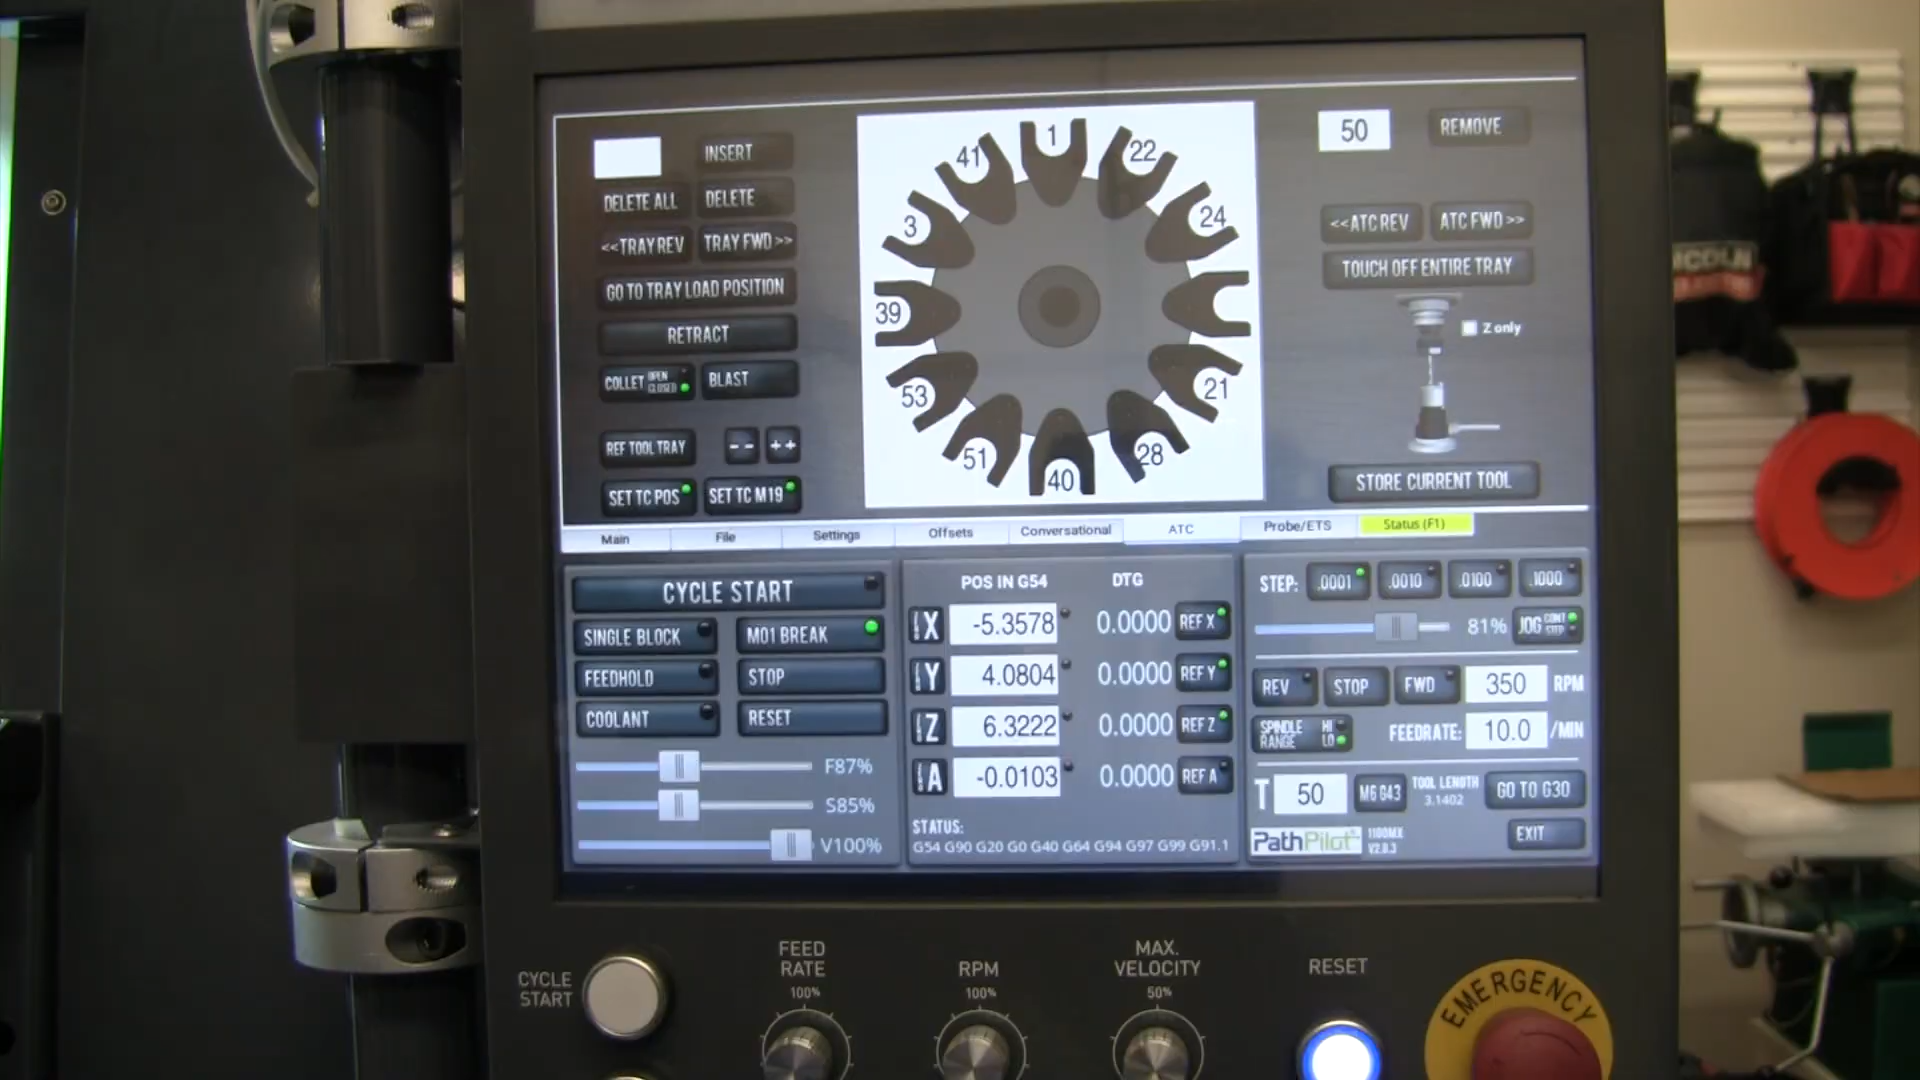 INSERT
DELETE ALL
DELETE
<<TRAY REV
TRAY FWD>>
GO TO TRAY LOAD POSITION
RETRACT
COLLET OPEN CLOSED
BLAST
REF TOOL TRAY
--
++
SET TC POS
SET TC M19
1
22
24
21
28
40
51
53
39
3
41
50
REMOVE
<<ATC REV
ATC FWD>>
TOUCH OFF ENTIRE TRAY
Z only
STORE CURRENT TOOL
Main
File
Settings
Offsets
Conversational
ATC
Probe/ETS
Status (F1)
CYCLE START
SINGLE BLOCK
M01 BREAK
FEEDHOLD
STOP
COOLANT
RESET
F87%
S85%
V100%
POS IN G54
DTG
X
-5.3578
0.0000
REF X
Y
4.0804
0.0000
REF Y
Z
6.3222
0.0000
REF Z
A
-0.0103
0.0000
REF A
STATUS:
G54 G90 G20 G0 G40 G64 G94 G97 G99 G91.1
STEP:
.0001
.0010
.0100
.1000
81%
JOG CONT STEP
REV
STOP
FWD
350
RPM
SPINDLE RANGE
HI
LO
FEEDRATE:
10.0
/MIN
T
50
M6 G43
TOOL LENGTH
3.1402
GO TO G30
PathPilot®
1100MX
V2.8.3
EXIT
CYCLE START
FEED RATE
100%
RPM
100%
MAX. VELOCITY
50%
RESET
EMERGENCY